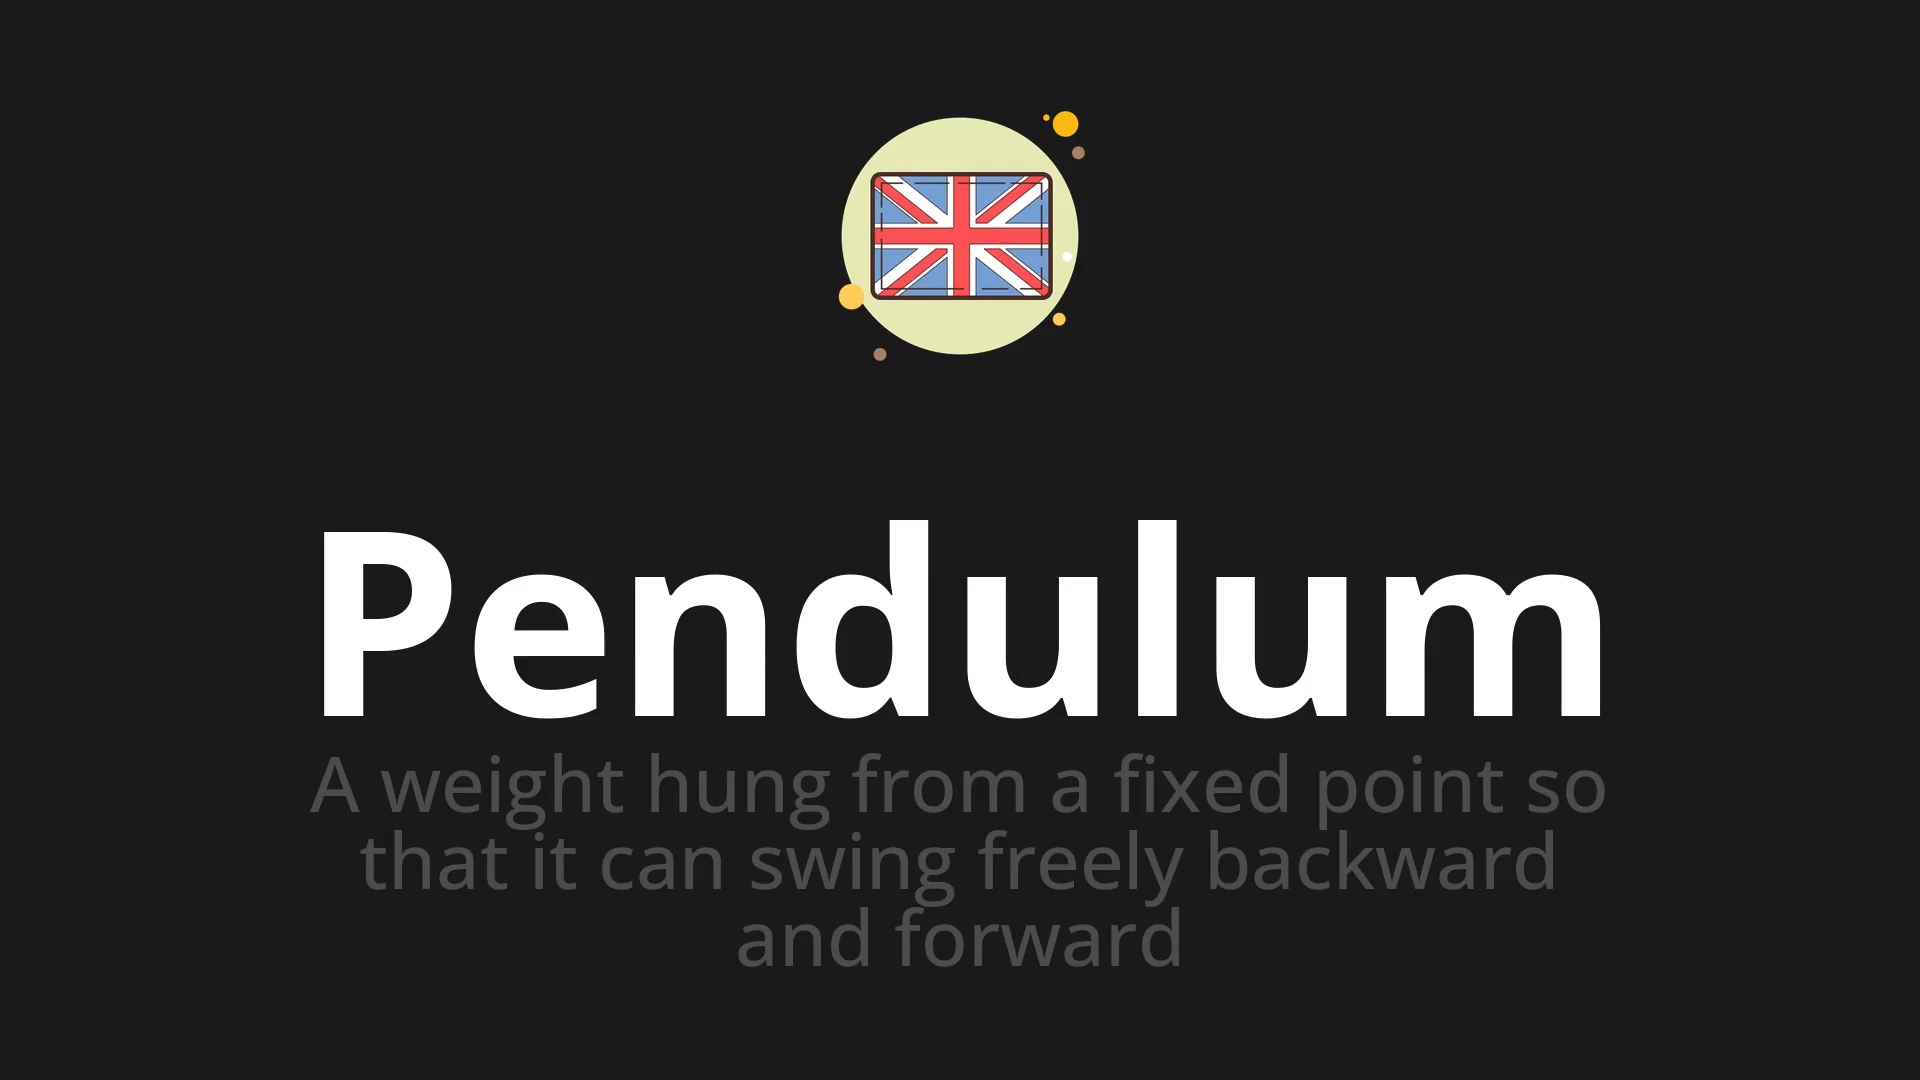 Pendulum
A weight hung from a fixed point so
that it can swing freely backward
and forward